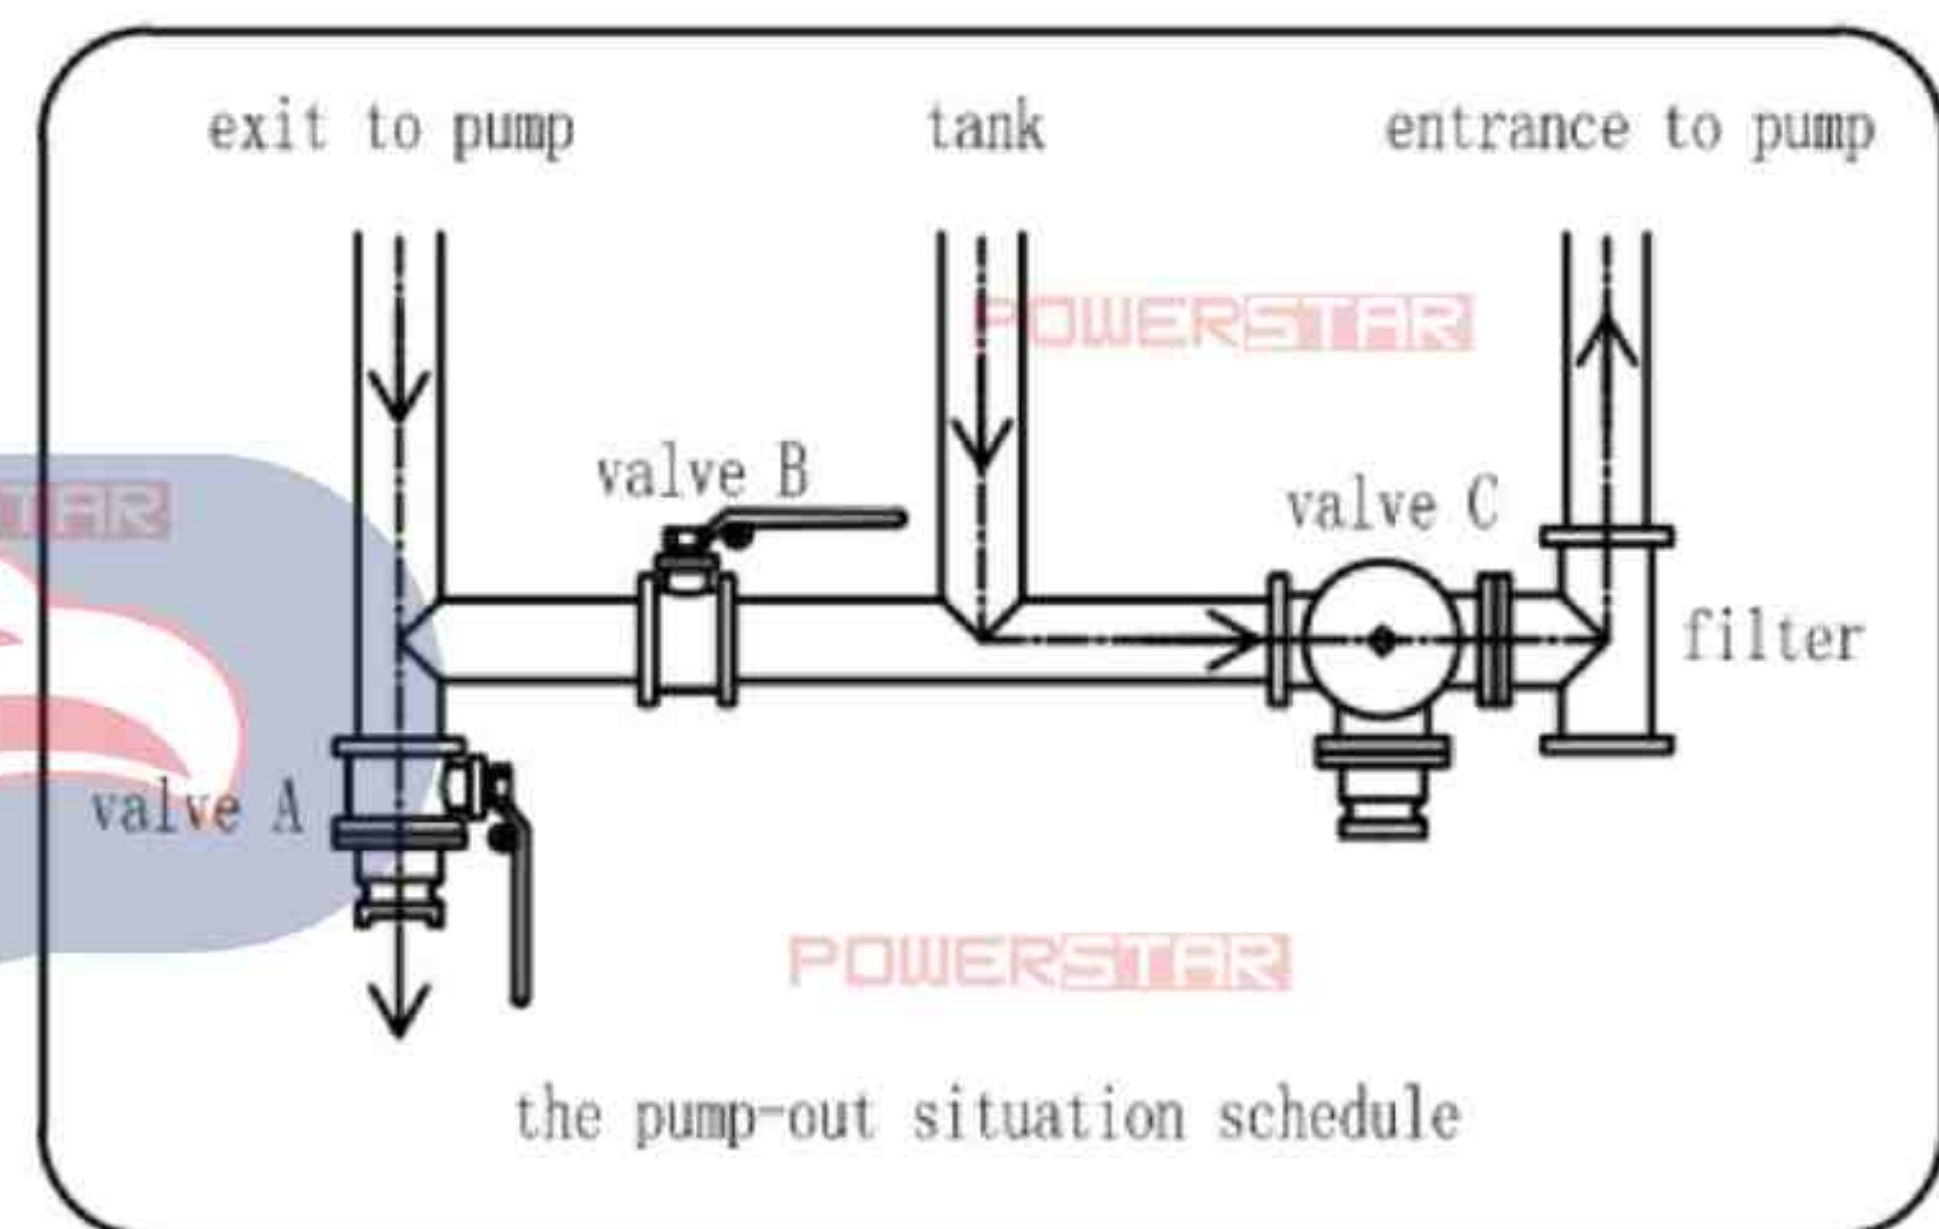 exit to pump
tank
entrance to pump
POWERSTAR
valve B
valve C
TAR
filter
valve A
POWERSTAR
the pump-out situation schedule